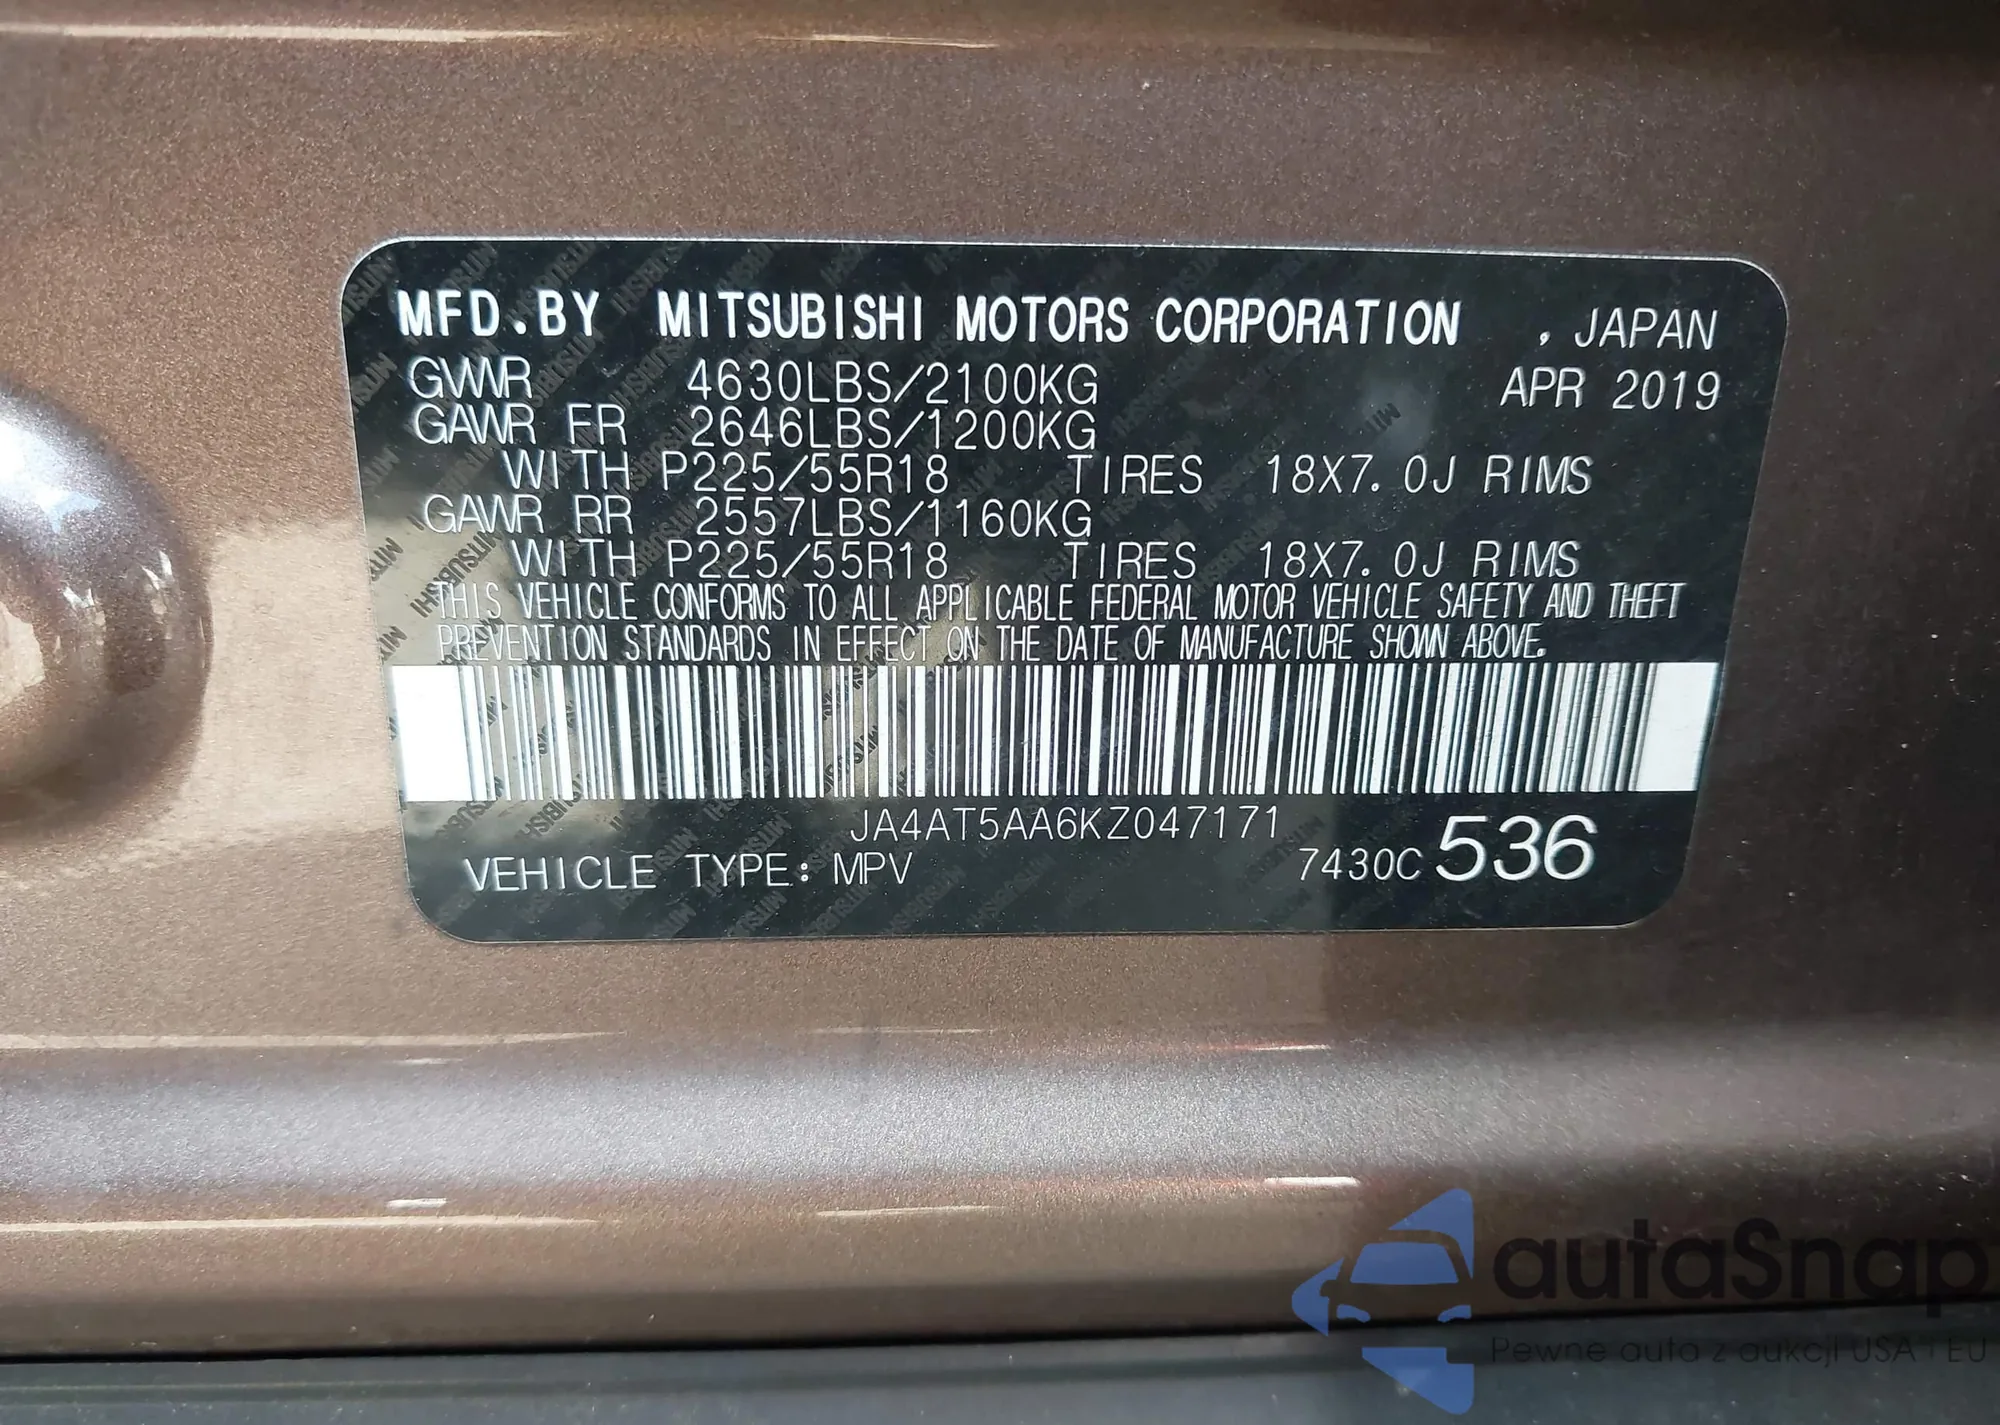 MFD.BY MITSUBISHI MOTORS CORPORATION , JAPAN
GVWR 4630LBS/2100KG APR 2019
GAWR FR 2646LBS/1200KG
WITH P225/55R18 TIRES 18X7.0J RIMS
GAWR RR 2557LBS/1160KG
WITH P225/55R18 TIRES 18X7.0J RIMS
THIS VEHICLE CONFORMS TO ALL APPLICABLE FEDERAL MOTOR VEHICLE SAFETY AND THEFT
PREVENTION STANDARDS IN EFFECT ON THE DATE OF MANUFACTURE SHOWN ABOVE.
JA4AT5AA6KZ047171
VEHICLE TYPE: MPV 7430C 536
autaSnap
Pewne auta z aukcji USA i EU